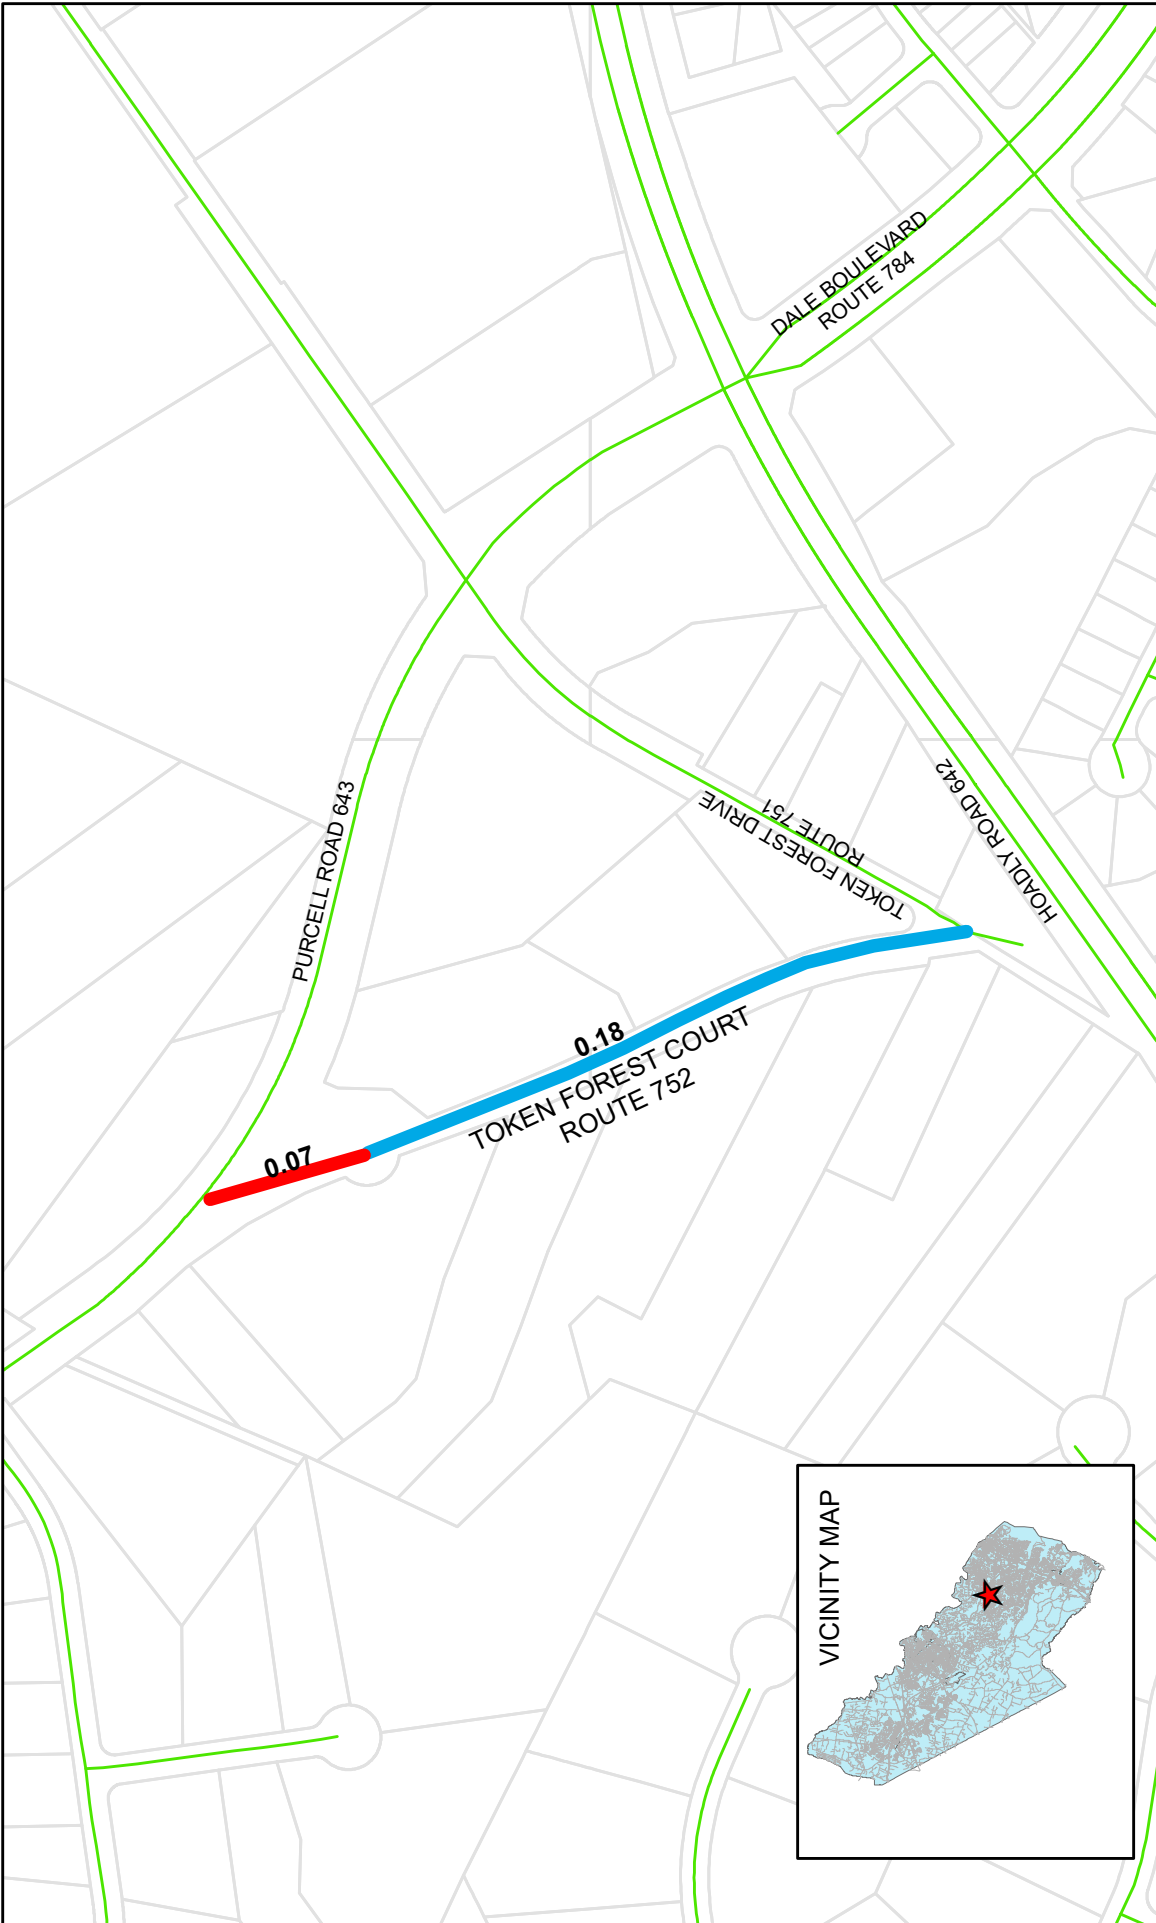 DALE BOULEVARD
ROUTE 784
PURCELL ROAD 643
TOKEN FOREST DRIVE
ROUTE 751
HOADLY ROAD 642
0.18
TOKEN FOREST COURT
ROUTE 752
0.07
VICINITY MAP